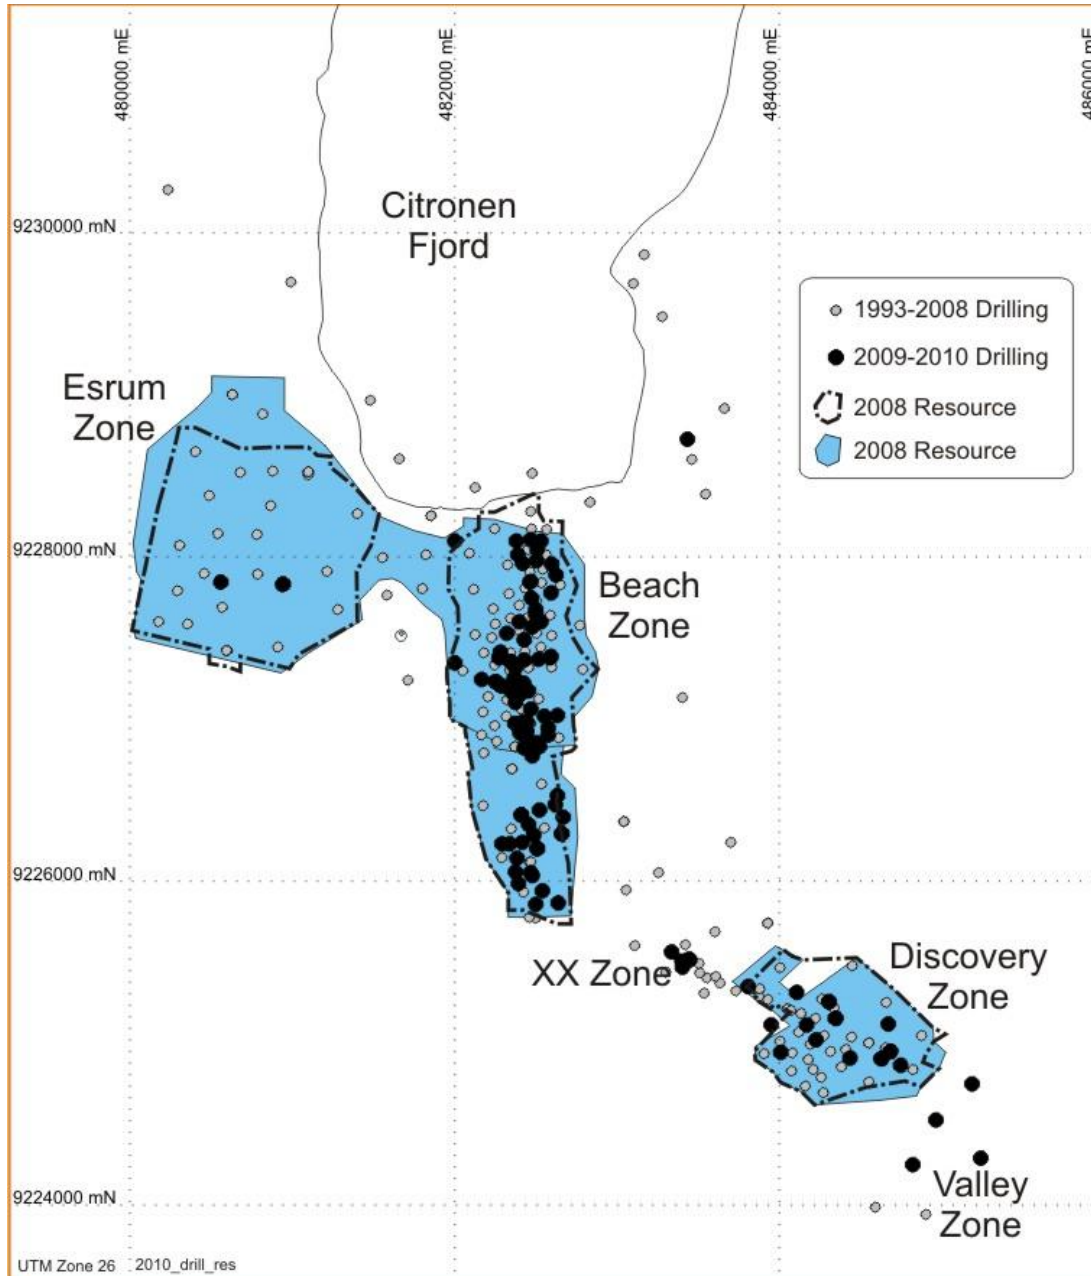 480000 mE
482000 mE
484000 mE
486000 mE
Citronen
Fjord
9230000 mN
1993-2008 Drilling
2009-2010 Drilling
2008 Resource
2008 Resource
Esrum
Zone
9228000 mN
Beach
Zone
9226000 mN
XX Zone
Discovery
Zone
9224000 mN
Valley
Zone
UTM Zone 26 2010_drill_res